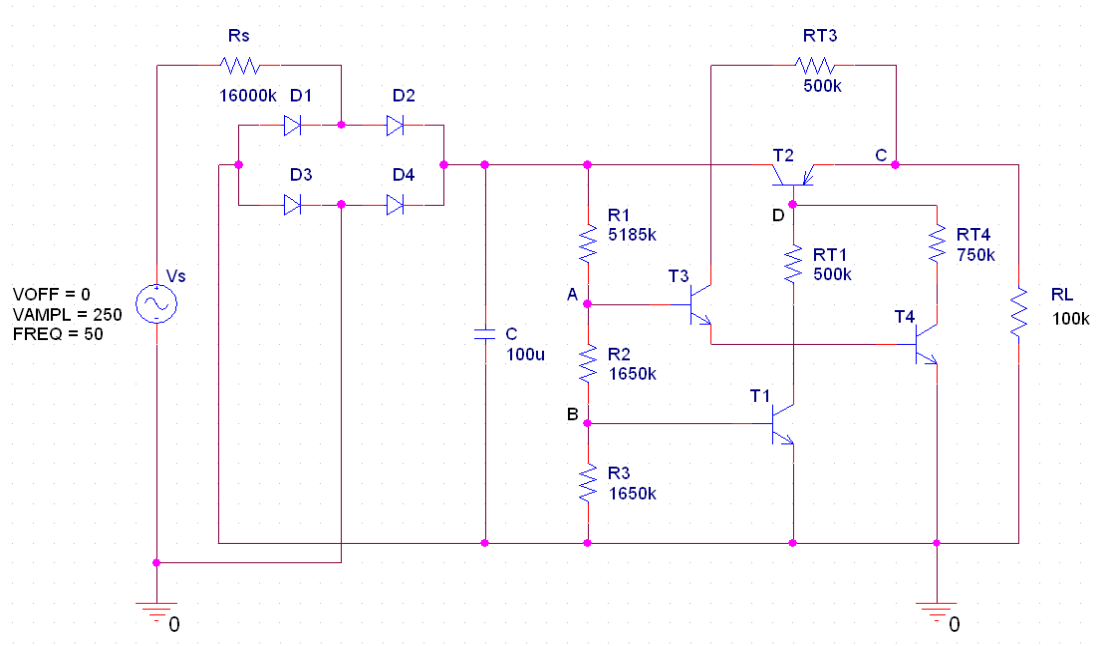 Rs
16000k
RT3
500k
D1
D2
D3
D4
T2
C
D
R1
5185k
RT1
500k
RT4
750k
Vs
VOFF = 0
VAMPL = 250
FREQ = 50
A
T3
T4
RL
100k
C
100u
R2
1650k
T1
B
R3
1650k
0
0